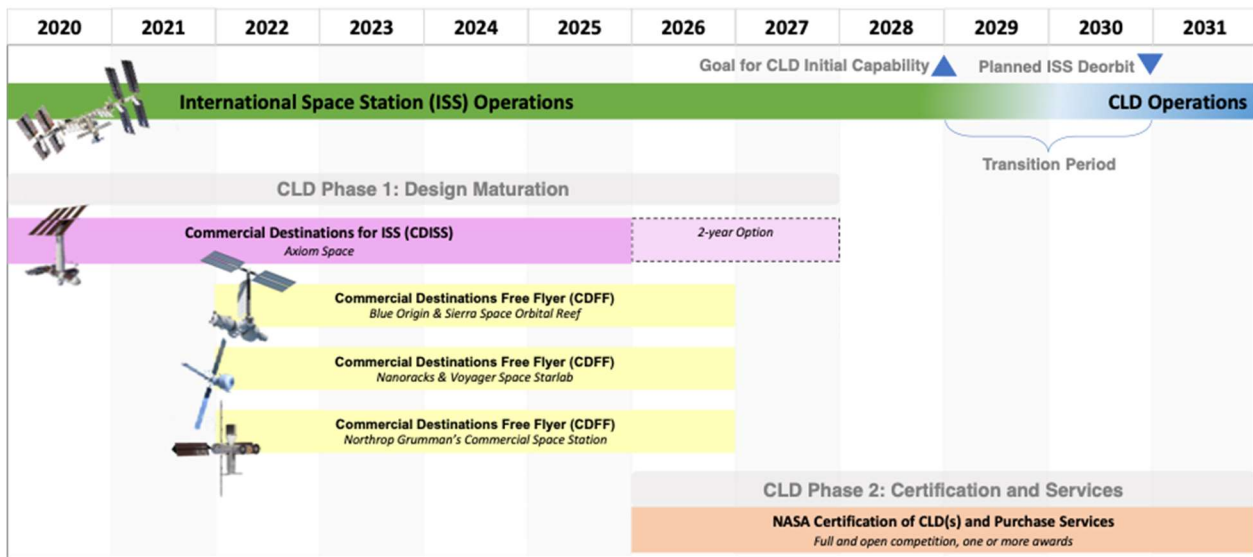 2020 2021 2022 2023 2024 2025 2026 2027 2028 2029 2030 2031
Goal for CLD Initial Capability Planned ISS Deorbit
International Space Station (ISS) Operations CLD Operations
Transition Period
CLD Phase 1: Design Maturation
Commercial Destinations for ISS (CDISS) 2-year Option
Axiom Space
Commercial Destinations Free Flyer (CDFF)
Blue Origin & Sierra Space Orbital Reef
Commercial Destinations Free Flyer (CDFF)
Nanoracks & Voyager Space Starlab
Commercial Destinations Free Flyer (CDFF)
Northrop Grumman’s Commercial Space Station
CLD Phase 2: Certification and Services
NASA Certification of CLD(s) and Purchase Services
Full and open competition, one or more awards